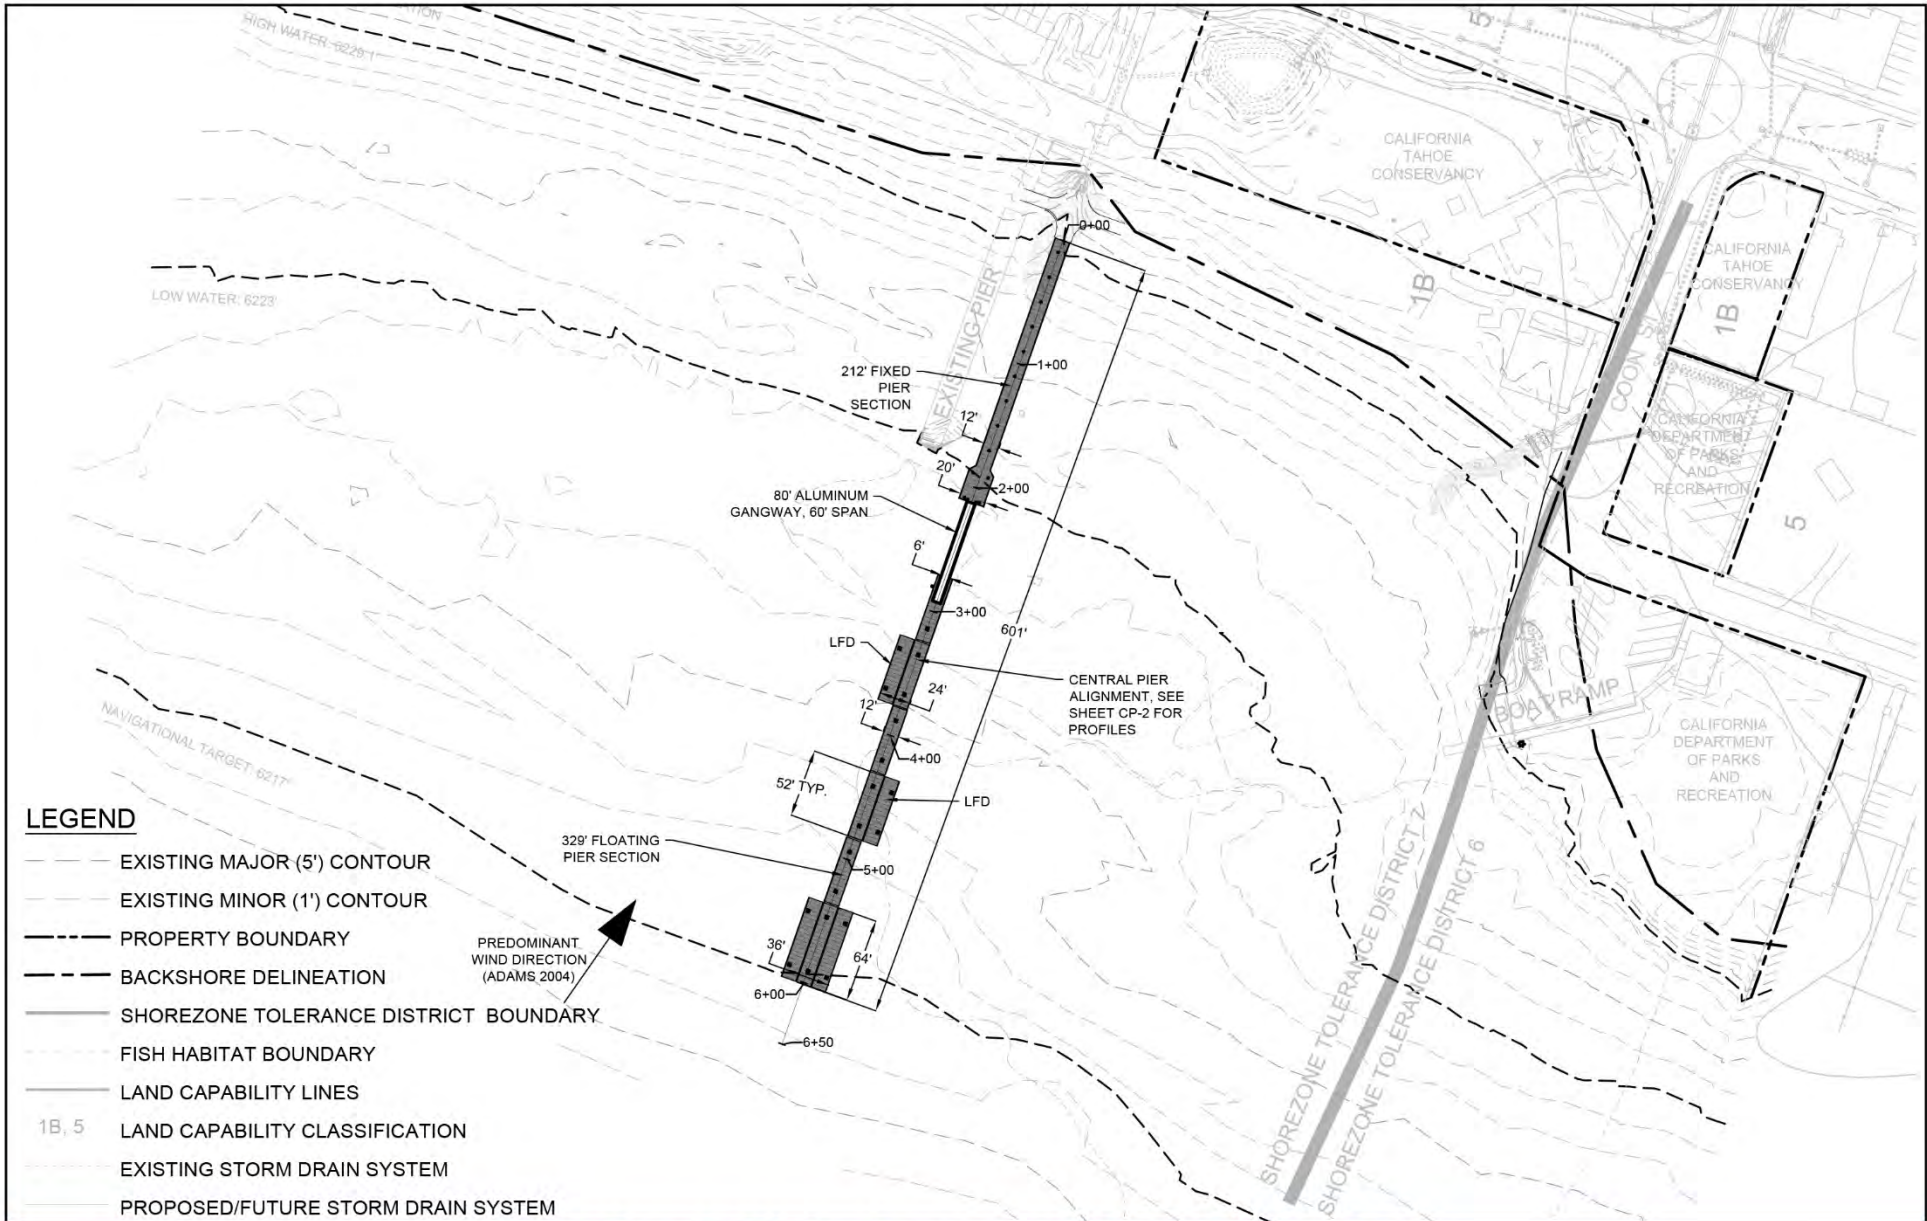 HIGH WATER: 6229.1'
5
CALIFORNIA
TAHOE
CONSERVANCY
1B
CALIFORNIA
TAHOE
CONSERVANCY
1B
COON
CALIFORNIA
DEPARTMENT
OF PARKS
AND
RECREATION
5
LOW WATER: 6223'
EXISTING PIER
0+00
1+00
212' FIXED
PIER
SECTION
12'
20'
2+00
80' ALUMINUM
GANGWAY, 60' SPAN
6'
3+00
601'
LFD
24'
12'
CENTRAL PIER
ALIGNMENT, SEE
SHEET CP-2 FOR
PROFILES
4+00
52' TYP.
LFD
329' FLOATING
PIER SECTION
5+00
36'
64'
6+00
6+50
NAVIGATIONAL TARGET: 6217'
PREDOMINANT
WIND DIRECTION
(ADAMS 2004)
BOAT RAMP
CALIFORNIA
DEPARTMENT
OF PARKS
AND
RECREATION
SHOREZONE TOLERANCE DISTRICT 7
SHOREZONE TOLERANCE DISTRICT 6
LEGEND
EXISTING MAJOR (5') CONTOUR
EXISTING MINOR (1') CONTOUR
PROPERTY BOUNDARY
BACKSHORE DELINEATION
SHOREZONE TOLERANCE DISTRICT BOUNDARY
FISH HABITAT BOUNDARY
LAND CAPABILITY LINES
1B, 5 LAND CAPABILITY CLASSIFICATION
EXISTING STORM DRAIN SYSTEM
PROPOSED/FUTURE STORM DRAIN SYSTEM